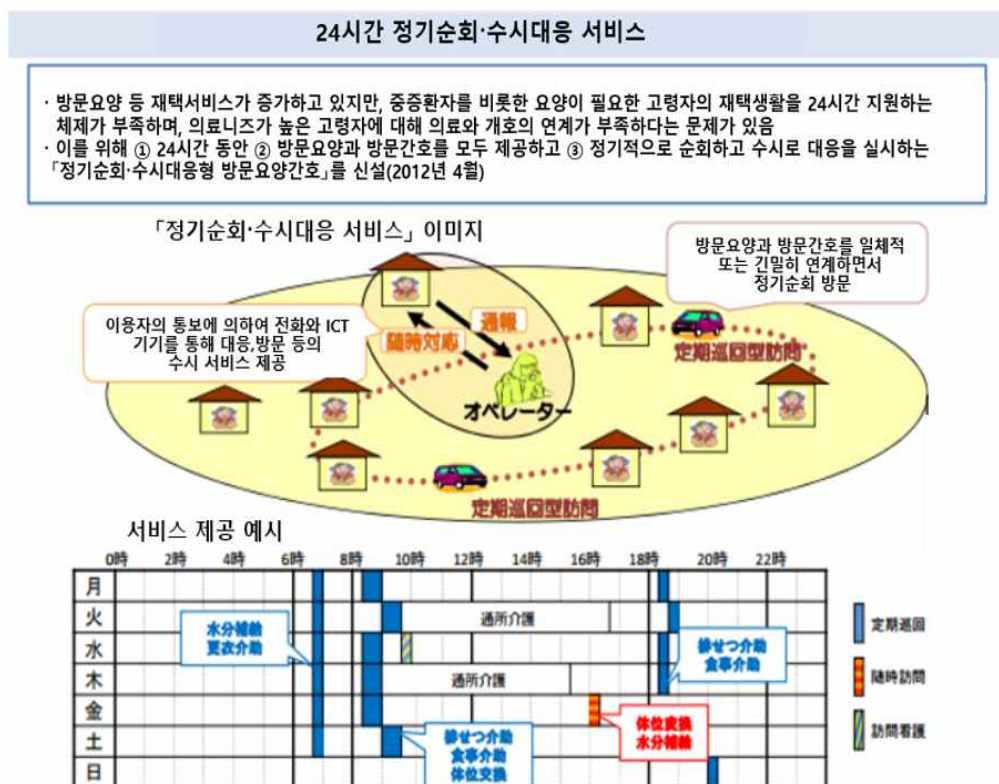 24시간 정기순회·수시대응 서비스
· 방문요양 등 재택서비스가 증가하고 있지만, 중증환자를 비롯한 요양이 필요한 고령자의 재택생활을 24시간 지원하는
체제가 부족하며, 의료니즈가 높은 고령자에 대해 의료와 개호의 연계가 부족하다는 문제가 있음
· 이를 위해 ① 24시간 동안 ② 방문요양과 방문간호를 모두 제공하고 ③ 정기적으로 순회하고 수시로 대응을 실시하는
「정기순회·수시대응형 방문요양간호」를 신설(2012년 4월)
「정기순회·수시대응 서비스」 이미지
방문요양과 방문간호를 일체적
또는 긴밀히 연계하면서
정기순회 방문
이용자의 통보에 의하여 전화와 ICT
기기를 통해 대응,방문 등의
수시 서비스 제공
通報
随時対応
オペレーター
定期巡回型訪問
定期巡回型訪問
서비스 제공 예시
0時 2時 4時 6時 8時 10時 12時 14時 16時 18時 20時 22時
月
火
水
木
金
土
日
水分補給
更衣介助
通所介護
通所介護
排せつ介助
食事介助
体位変換
水分補給
排せつ介助
食事介助
体位変換
定期巡回
随時訪問
訪問看護